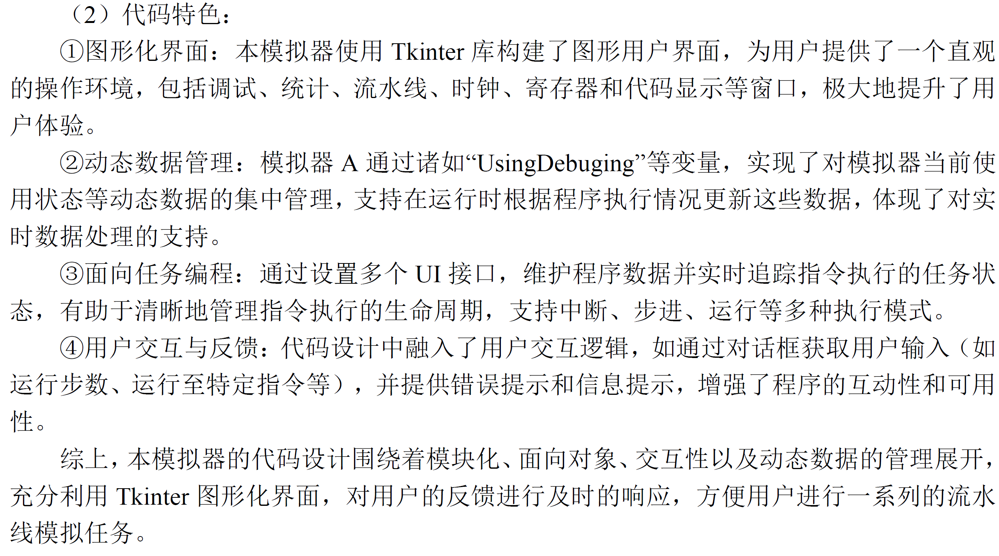 （2）代码特色：
①图形化界面：本模拟器使用 Tkinter 库构建了图形用户界面，为用户提供了一个直观
的操作环境，包括调试、统计、流水线、时钟、寄存器和代码显示等窗口，极大地提升了用
户体验。
②动态数据管理：模拟器 A 通过诸如“UsingDebuging”等变量，实现了对模拟器当前使
用状态等动态数据的集中管理，支持在运行时根据程序执行情况更新这些数据，体现了对实
时数据处理的支持。
③面向任务编程：通过设置多个 UI 接口，维护程序数据并实时追踪指令执行的任务状
态，有助于清晰地管理指令执行的生命周期，支持中断、步进、运行等多种执行模式。
④用户交互与反馈：代码设计中融入了用户交互逻辑，如通过对话框获取用户输入（如
运行步数、运行至特定指令等），并提供错误提示和信息提示，增强了程序的互动性和可用
性。
综上，本模拟器的代码设计围绕着模块化、面向对象、交互性以及动态数据的管理展开，
充分利用 Tkinter 图形化界面，对用户的反馈进行及时的响应，方便用户进行一系列的流水
线模拟任务。